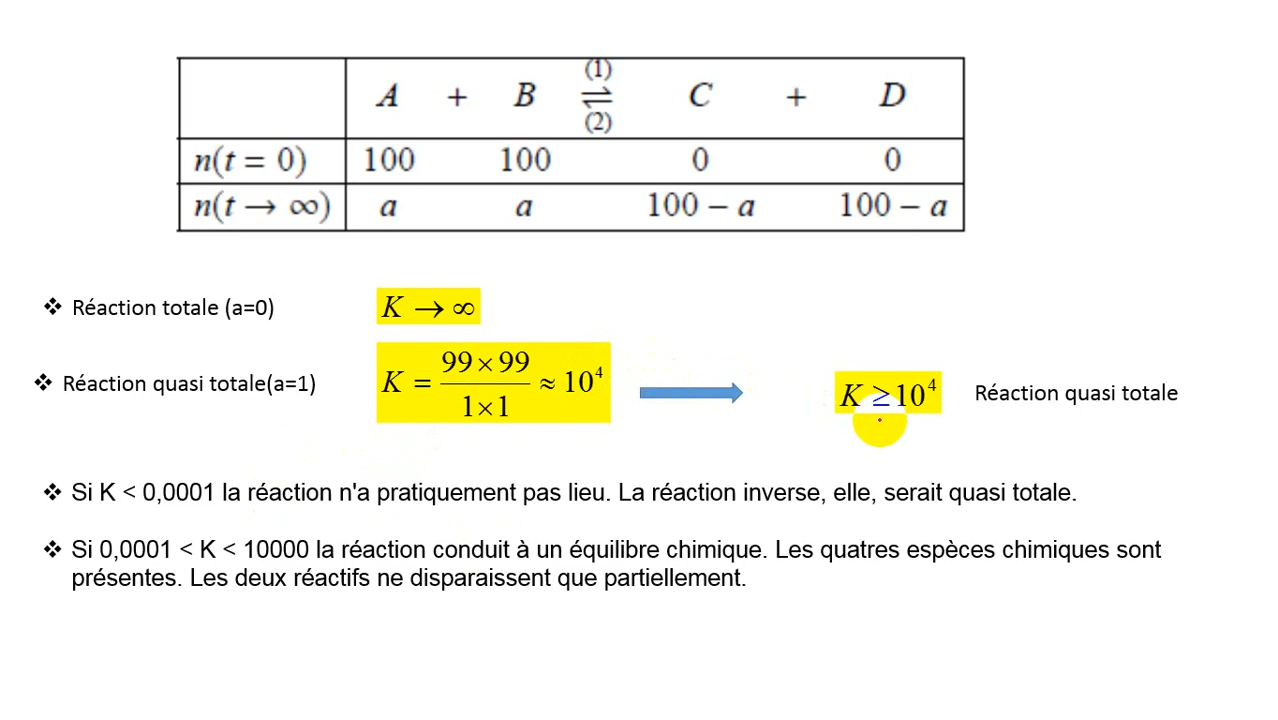 (1)
A + B ⇌ C + D
(2)
n(t = 0) 100 100 0 0
n(t → ∞) a a 100 − a 100 − a
❖ Réaction totale (a=0) K → ∞
❖ Réaction quasi totale(a=1) K = (99 × 99)/(1×1) ≈ 10⁴ K ≥ 10⁴ Réaction quasi totale
❖ Si K < 0,0001 la réaction n'a pratiquement pas lieu. La réaction inverse, elle, serait quasi totale.
❖ Si 0,0001 < K < 10000 la réaction conduit à un équilibre chimique. Les quatres espèces chimiques sont
présentes. Les deux réactifs ne disparaissent que partiellement.